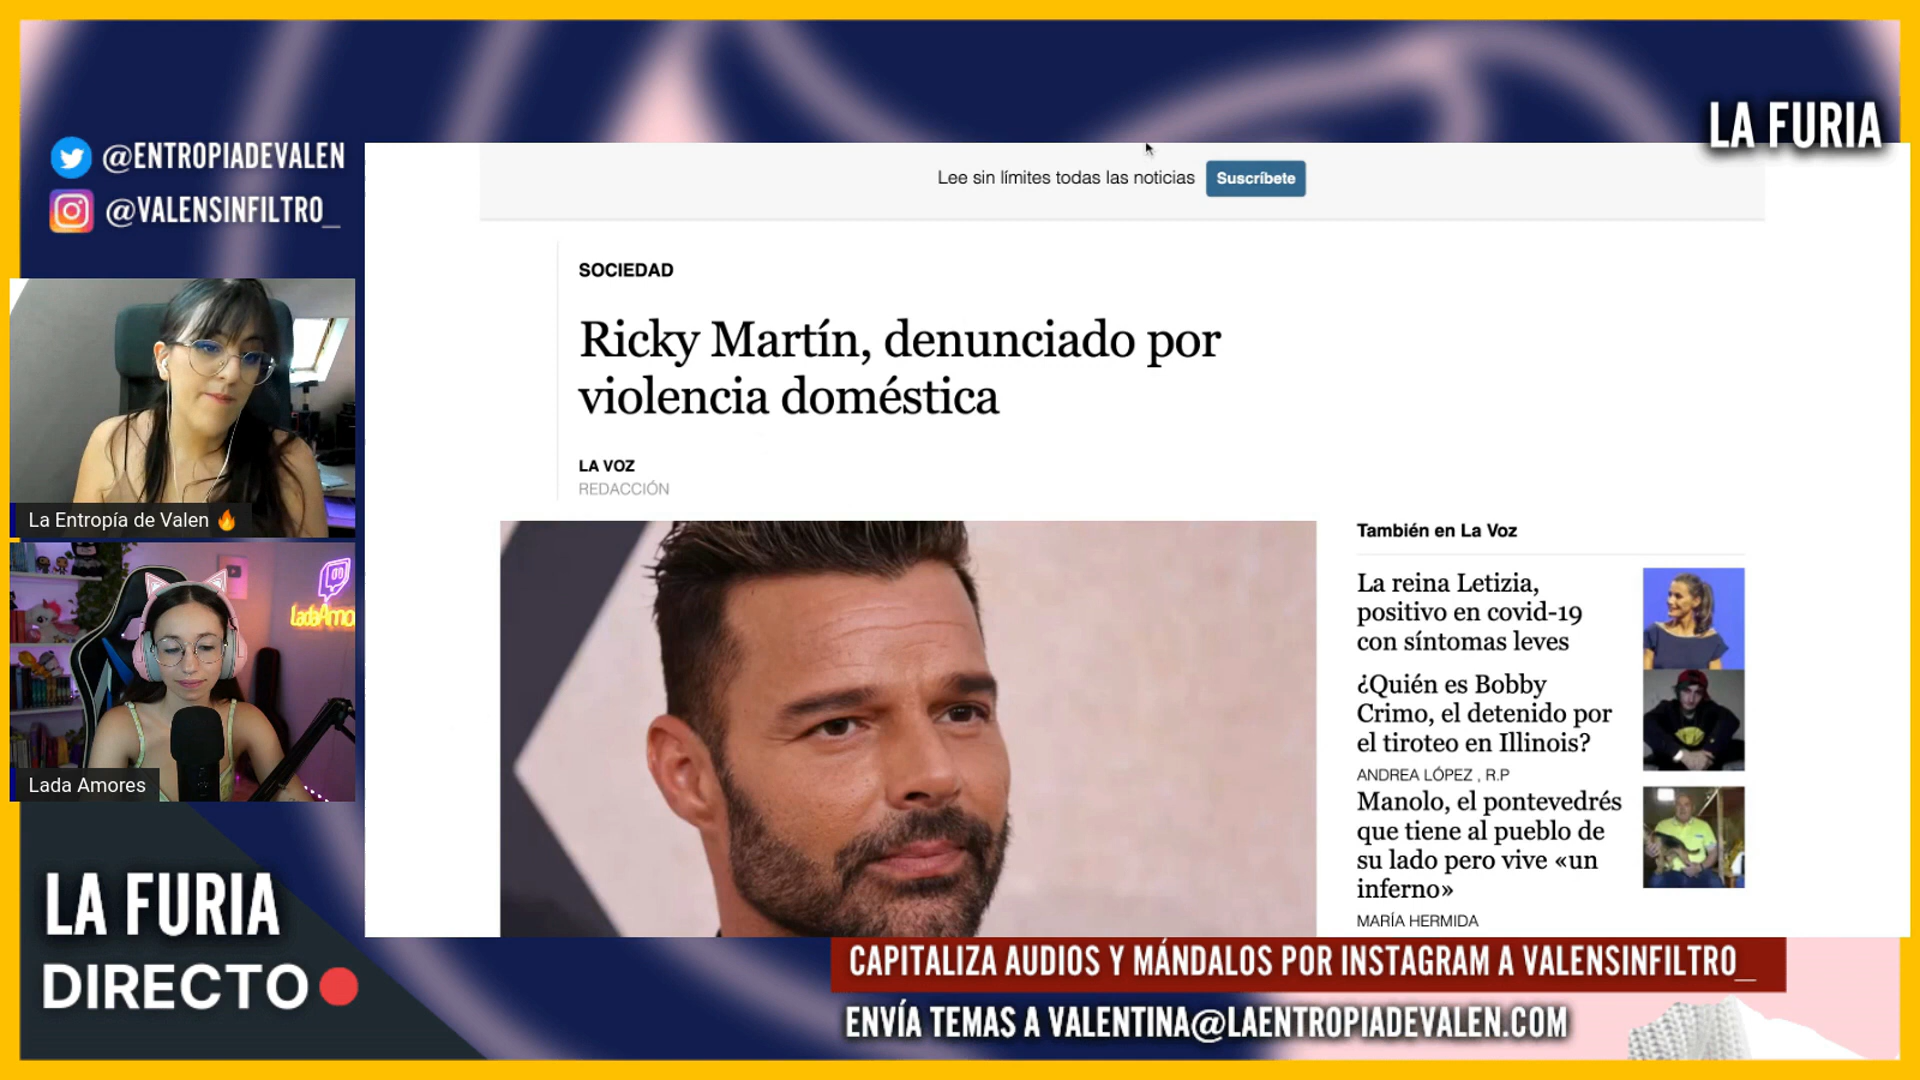 LA FURIA
@ENTROPIADEVALEN
@VALENSINFILTRO_
Lee sin límites todas las noticias
Suscríbete
SOCIEDAD
Ricky Martín, denunciado por
violencia doméstica
LA VOZ
REDACCIÓN
También en La Voz
La reina Letizia,
positivo en covid-19
con síntomas leves
¿Quién es Bobby
Crimo, el detenido por
el tiroteo en Illinois?
ANDREA LÓPEZ , R.P
Manolo, el pontevedrés
que tiene al pueblo de
su lado pero vive «un
inferno»
MARÍA HERMIDA
La Entropía de Valen 🔥
LadaAmo
Lada Amores
LA FURIA
DIRECTO
CAPITALIZA AUDIOS Y MÁNDALOS POR INSTAGRAM A VALENSINFILTRO_
ENVÍA TEMAS A VALENTINA@LAENTROPIADEVALEN.COM